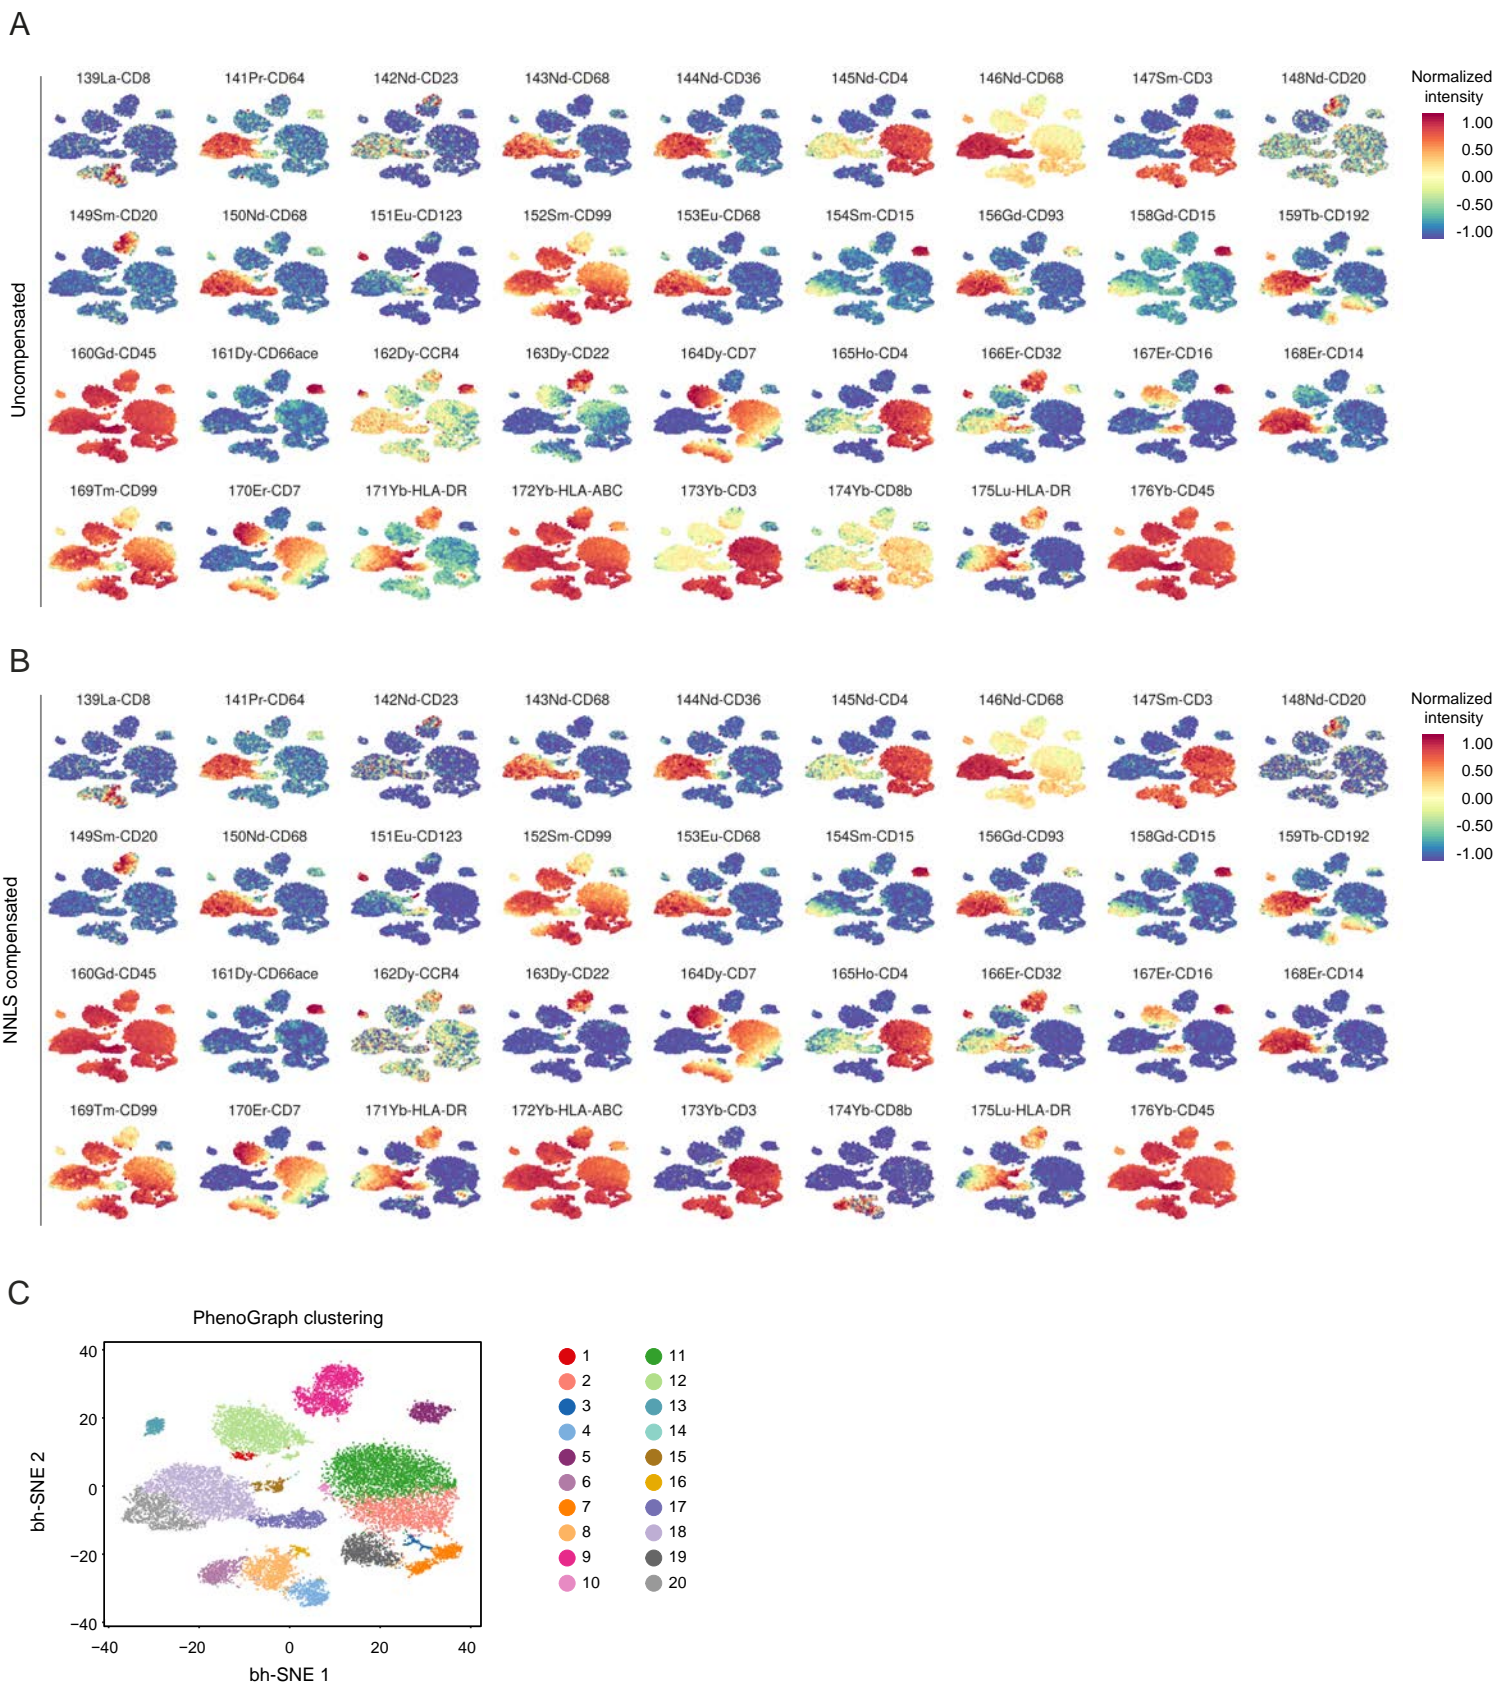 A
139La-CD8 141Pr-CD64 142Nd-CD23 143Nd-CD68 144Nd-CD36 145Nd-CD4 146Nd-CD68 147Sm-CD3 148Nd-CD20
Normalized
intensity
1.00
0.50
0.00
-0.50
-1.00
149Sm-CD20 150Nd-CD68 151Eu-CD123 152Sm-CD99 153Eu-CD68 154Sm-CD15 156Gd-CD93 158Gd-CD15 159Tb-CD192
Uncompensated
160Gd-CD45 161Dy-CD66ace 162Dy-CCR4 163Dy-CD22 164Dy-CD7 165Ho-CD4 166Er-CD32 167Er-CD16 168Er-CD14
169Tm-CD99 170Er-CD7 171Yb-HLA-DR 172Yb-HLA-ABC 173Yb-CD3 174Yb-CD8b 175Lu-HLA-DR 176Yb-CD45
B
139La-CD8 141Pr-CD64 142Nd-CD23 143Nd-CD68 144Nd-CD36 145Nd-CD4 146Nd-CD68 147Sm-CD3 148Nd-CD20
Normalized
intensity
1.00
0.50
0.00
-0.50
-1.00
149Sm-CD20 150Nd-CD68 151Eu-CD123 152Sm-CD99 153Eu-CD68 154Sm-CD15 156Gd-CD93 158Gd-CD15 159Tb-CD192
NNLS compensated
160Gd-CD45 161Dy-CD66ace 162Dy-CCR4 163Dy-CD22 164Dy-CD7 165Ho-CD4 166Er-CD32 167Er-CD16 168Er-CD14
169Tm-CD99 170Er-CD7 171Yb-HLA-DR 172Yb-HLA-ABC 173Yb-CD3 174Yb-CD8b 175Lu-HLA-DR 176Yb-CD45
C
PhenoGraph clustering
40
20
0
−20
−40
bh-SNE 2
−40 −20 0 20 40
bh-SNE 1
1 11
2 12
3 13
4 14
5 15
6 16
7 17
8 18
9 19
10 20